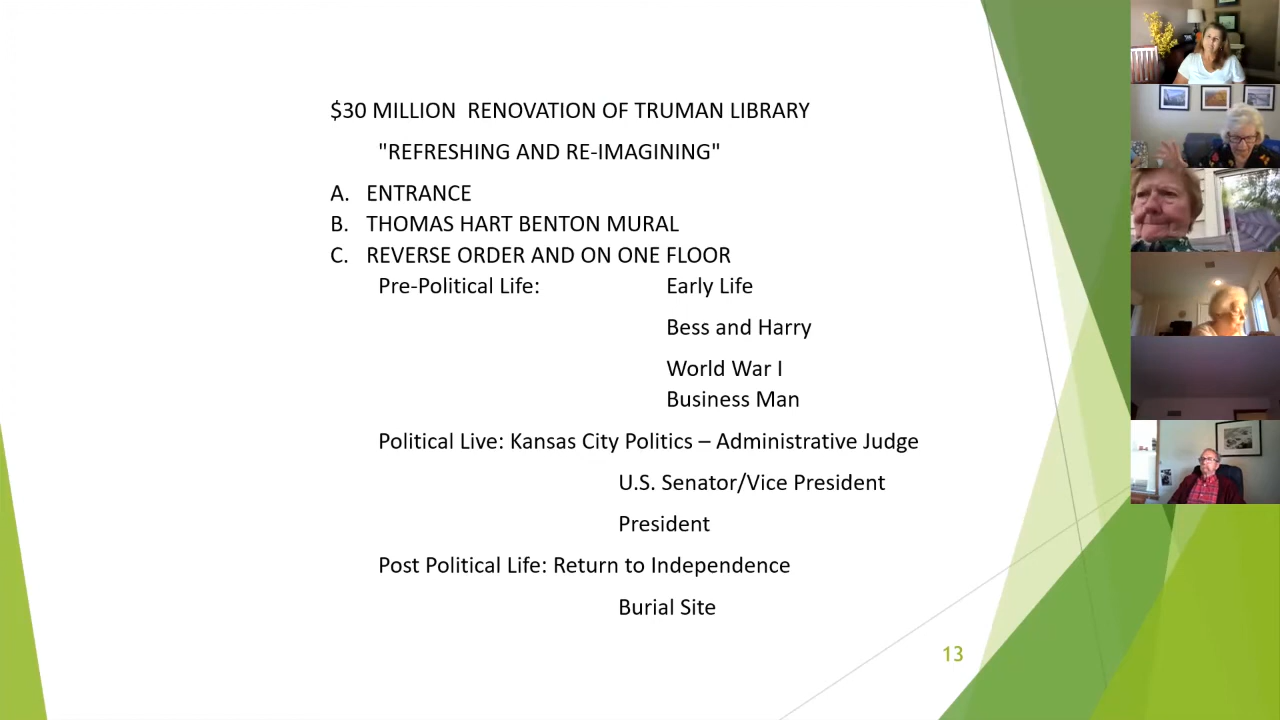 $30 MILLION RENOVATION OF TRUMAN LIBRARY
"REFRESHING AND RE-IMAGINING"
A. ENTRANCE
B. THOMAS HART BENTON MURAL
C. REVERSE ORDER AND ON ONE FLOOR
Pre-Political Life: Early Life
Bess and Harry
World War I
Business Man
Political Live: Kansas City Politics – Administrative Judge
U.S. Senator/Vice President
President
Post Political Life: Return to Independence
Burial Site
13